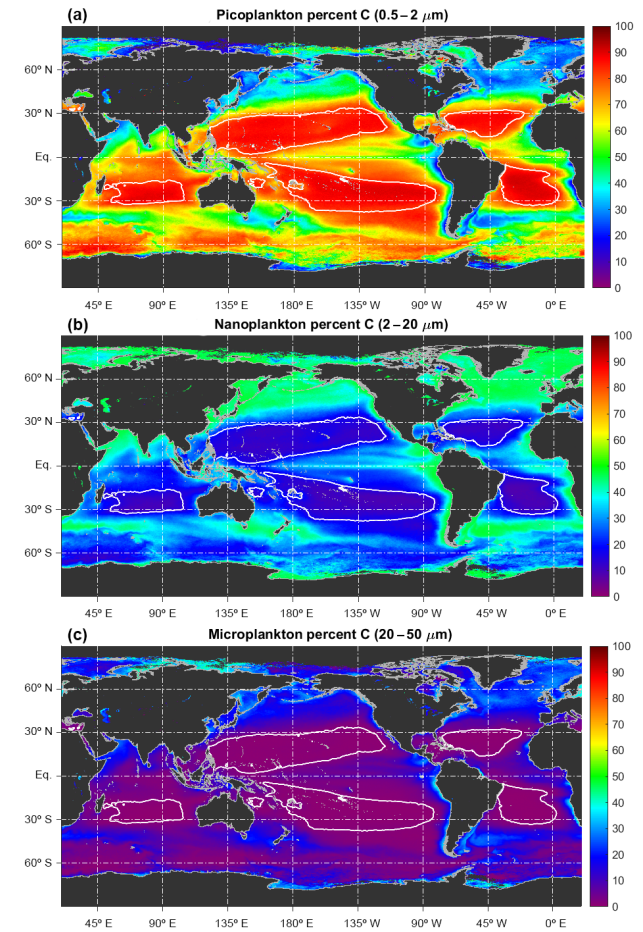 (a) Picoplankton percent C (0.5 – 2 μm)
60° N
30° N
Eq.
30° S
60° S
45° E 90° E 135° E 180° E 135° W 90° W 45° W 0° E
100
90
80
70
60
50
40
30
20
10
0
(b) Nanoplankton percent C (2 – 20 μm)
60° N
30° N
Eq.
30° S
60° S
45° E 90° E 135° E 180° E 135° W 90° W 45° W 0° E
100
90
80
70
60
50
40
30
20
10
0
(c) Microplankton percent C (20 – 50 μm)
60° N
30° N
Eq.
30° S
60° S
45° E 90° E 135° E 180° E 135° W 90° W 45° W 0° E
100
90
80
70
60
50
40
30
20
10
0